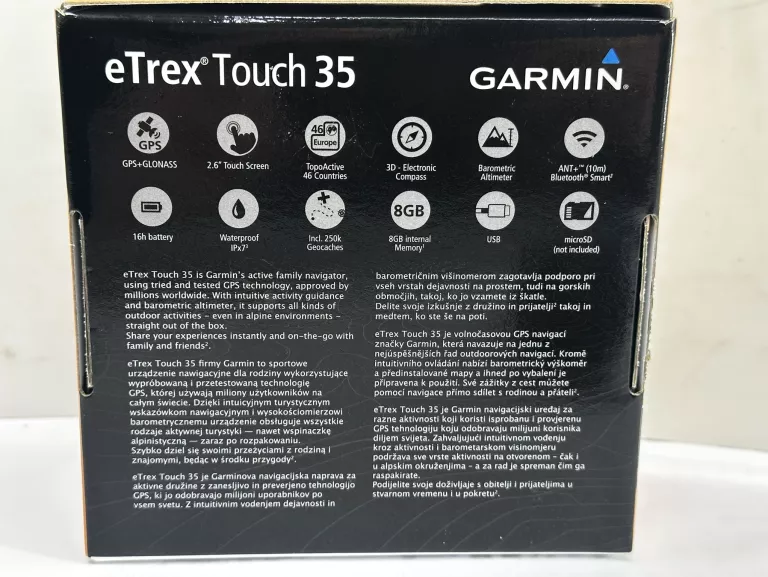 eTrex® Touch 35
GARMIN®
GPS
46
Europe
GPS+GLONASS
2.6" Touch Screen
TopoActive
46 Countries
3D - Electronic
Compass
Barometric
Altimeter
ANT+™ (10m)
Bluetooth® Smart²
8GB
16h battery
Waterproof
IPx7³
Incl. 250k
Geocaches
8GB internal
Memory¹
USB
microSD
(not included)
eTrex Touch 35 is Garmin's active family navigator,
using tried and tested GPS technology, approved by
millions worldwide. With intuitive activity guidance
and barometric altimeter, it supports all kinds of
outdoor activities – even in alpine environments –
straight out of the box.
Share your experiences instantly and on-the-go with
family and friends².
eTrex Touch 35 firmy Garmin to sportowe
urządzenie nawigacyjne dla rodziny wykorzystujące
wypróbowaną i przetestowaną technologię
GPS, której używają miliony użytkowników na
całym świecie. Dzięki intuicyjnym turystycznym
wskazówkom nawigacyjnym i wysokościomierzowi
barometrycznemu urządzenie obsługuje wszystkie
rodzaje aktywnej turystyki — nawet wspinaczkę
alpinistyczną — zaraz po rozpakowaniu.
Szybko dziel się swoimi przeżyciami z rodziną i
znajomymi, będąc w środku przygody².
eTrex Touch 35 je Garminova navigacijska naprava za
aktivne družine z zanesljivo in preverjeno tehnologijo
GPS, ki jo odobravajo milijoni uporabnikov po
vsem svetu. Z intuitivnim vodenjem dejavnosti in
barometričnim višinomerom zagotavlja podporo pri
vseh vrstah dejavnosti na prostem, tudi na gorskih
območjih, takoj, ko jo vzamete iz škatle.
Delite svoje izkušnje z družino in prijatelji² takoj in
medtem, ko ste še na poti.
eTrex Touch 35 je volnočasovou GPS navigací
značky Garmin, která navazuje na jednu z
nejúspěšnějších řad outdoorových navigací. Kromě
intuitivního ovládání nabízí barometrický výškoměr
a předinstalované mapy a ihned po vybalení je
připravena k použití. Své zážitky z cest můžete
pomocí navigace přímo sdílet s rodinou a přáteli².
eTrex Touch 35 je Garmin navigacijski uređaj za
razne aktivnosti koji koristi isprobanu i provjerenu
GPS tehnologiju koju odobravaju milijuni korisnika
diljem svijeta. Zahvaljujući intuitivnom vođenju
kroz aktivnosti i barometarskom visinomjeru
podržava sve vrste aktivnosti na otvorenom – čak i
u alpskim okruženjima – a za rad je spreman čim ga
raspakirate.
Podijelite svoje doživljaje s obitelji i prijateljima u
stvarnom vremenu i u pokretu².